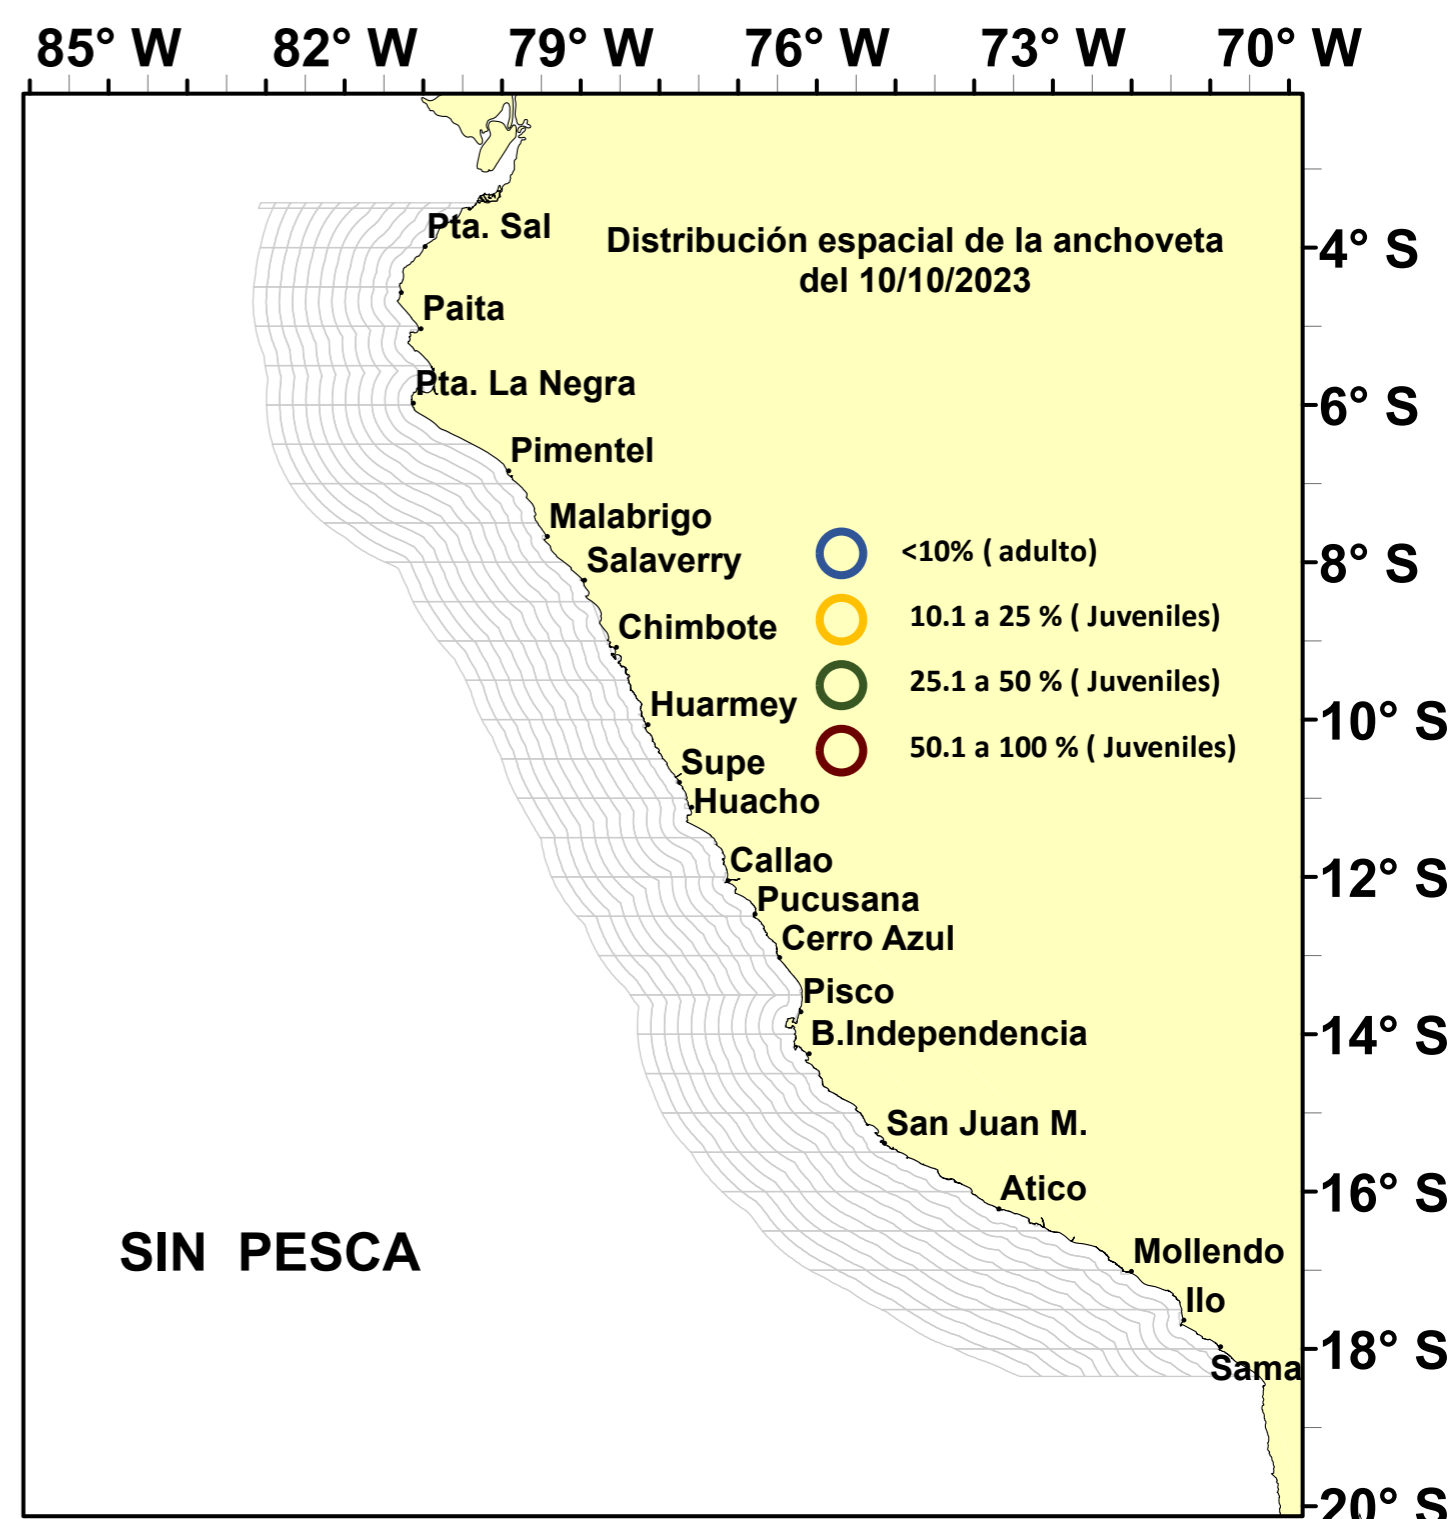 85° W 82° W 79° W 76° W 73° W 70° W
Pta. Sal
Distribución espacial de la anchoveta
del 10/10/2023
4° S
Paita
Pta. La Negra
6° S
Pimentel
Malabrigo
Salaverry
<10% ( adulto)
8° S
10.1 a 25 % ( Juveniles)
Chimbote
25.1 a 50 % ( Juveniles)
Huarmey
10° S
50.1 a 100 % ( Juveniles)
Supe
Huacho
Callao
12° S
Pucusana
Cerro Azul
Pisco
B.Independencia
14° S
San Juan M.
Atico
16° S
SIN PESCA
Mollendo
Ilo
18° S
Sama
20° S